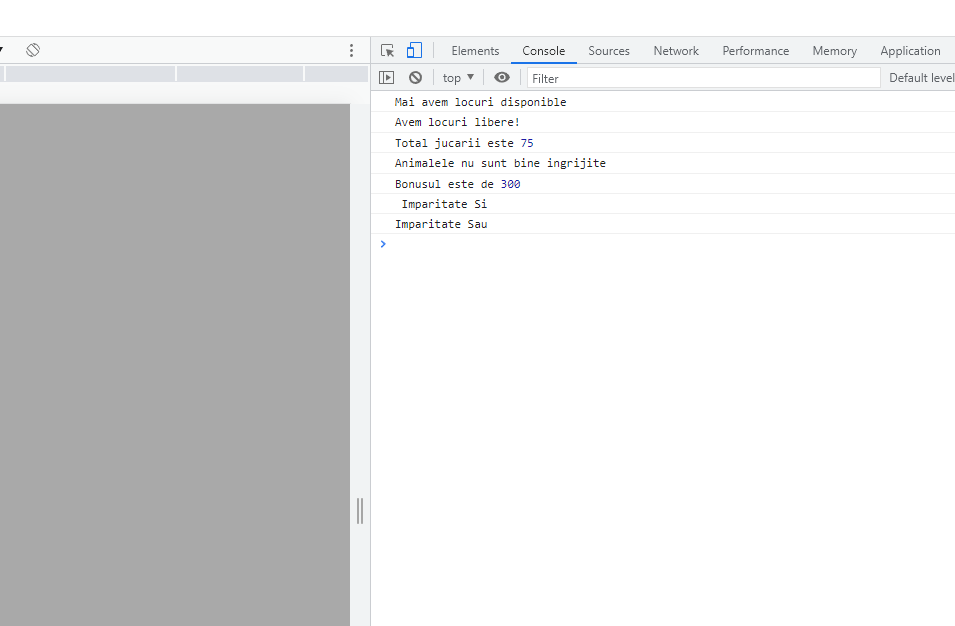 Elements Console Sources Network Performance Memory Application
top Filter Default level
Mai avem locuri disponible
Avem locuri libere!
Total jucarii este 75
Animalele nu sunt bine ingrijite
Bonusul este de 300
Imparitate Si
Imparitate Sau